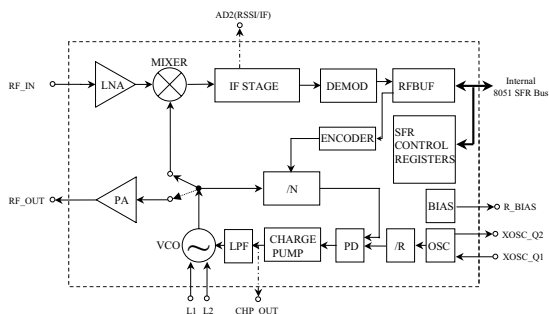 AD2(RSSI/IF)
MIXER
RF_IN
LNA
IF STAGE
DEMOD
RFBUF
Internal
8051 SFR Bus
ENCODER
SFR
CONTROL
REGISTERS
/N
RF_OUT
PA
BIAS
R_BIAS
VCO
LPF
CHARGE
PUMP
PD
/R
OSC
XOSC_Q2
XOSC_Q1
L1 L2
CHP_OUT